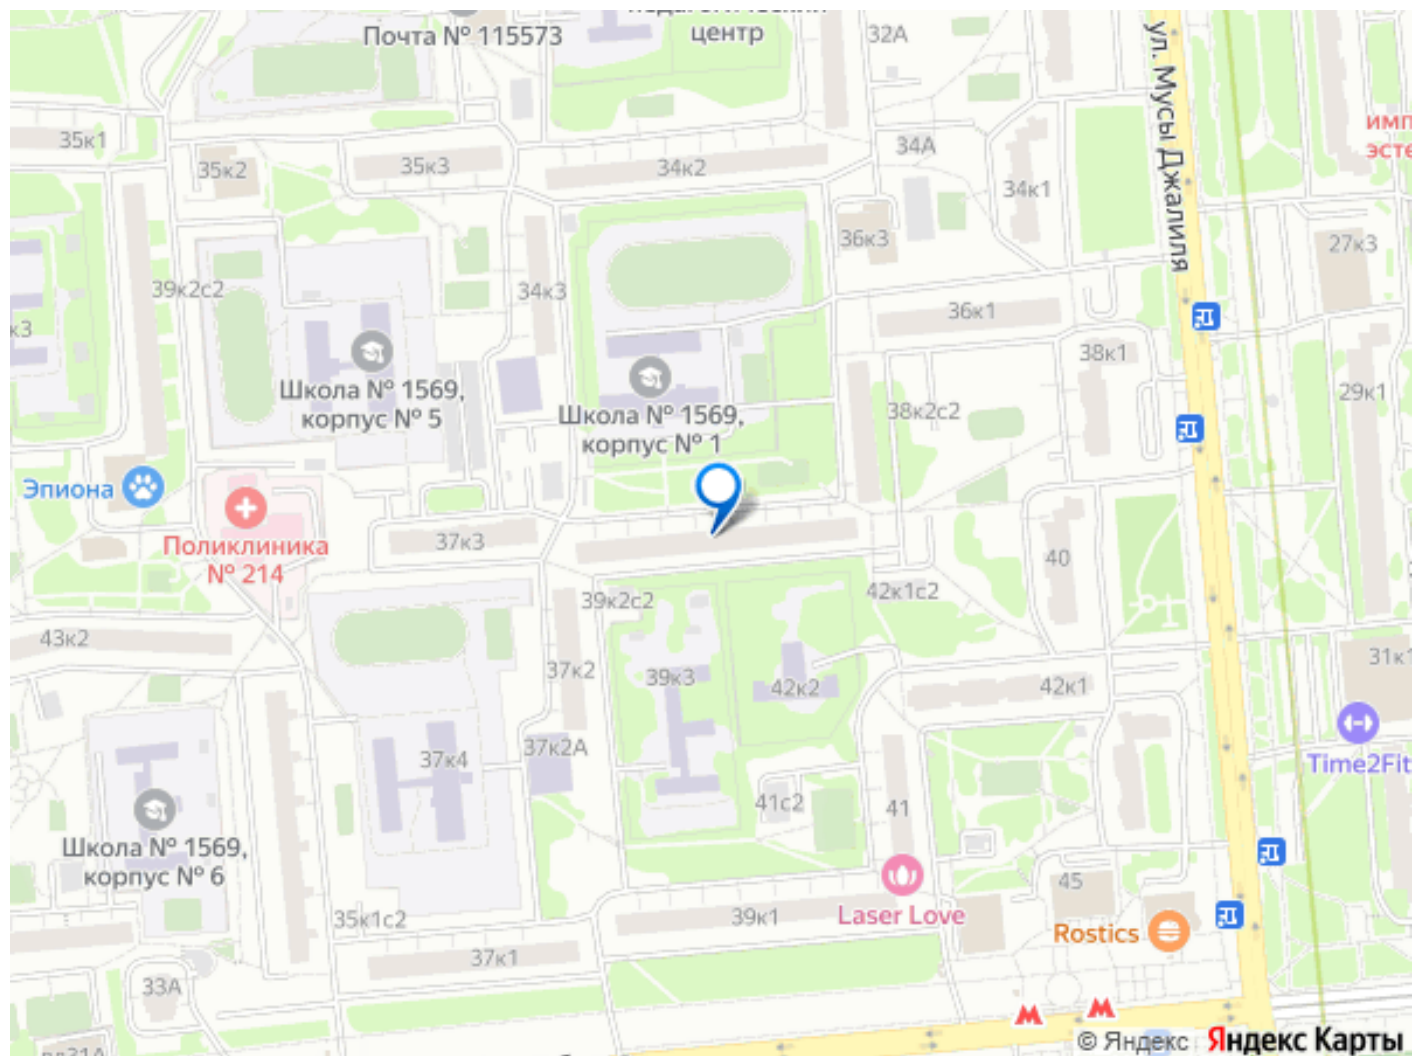 Почта № 115573
центр
32А
ул. Мусы Джалиля
35к1
35к2
35к3
34к2
34А
34к1
36к3
27к3
39к2с2
34к3
36к1
к3
Школа № 1569,
корпус № 5
Школа № 1569,
корпус № 1
38к1
38к2с2
29к1
Эпиона
Поликлиника
№ 214
37к3
40
39к2с2
42к1с2
43к2
37к2
39к3
42к2
42к1
31к1
37к2А
37к4
Time2Fit
41с2
41
Школа № 1569,
корпус № 6
45
35к1с2
39к1
Laser Love
Rostics
37к1
33А
© Яндекс Яндекс Карты